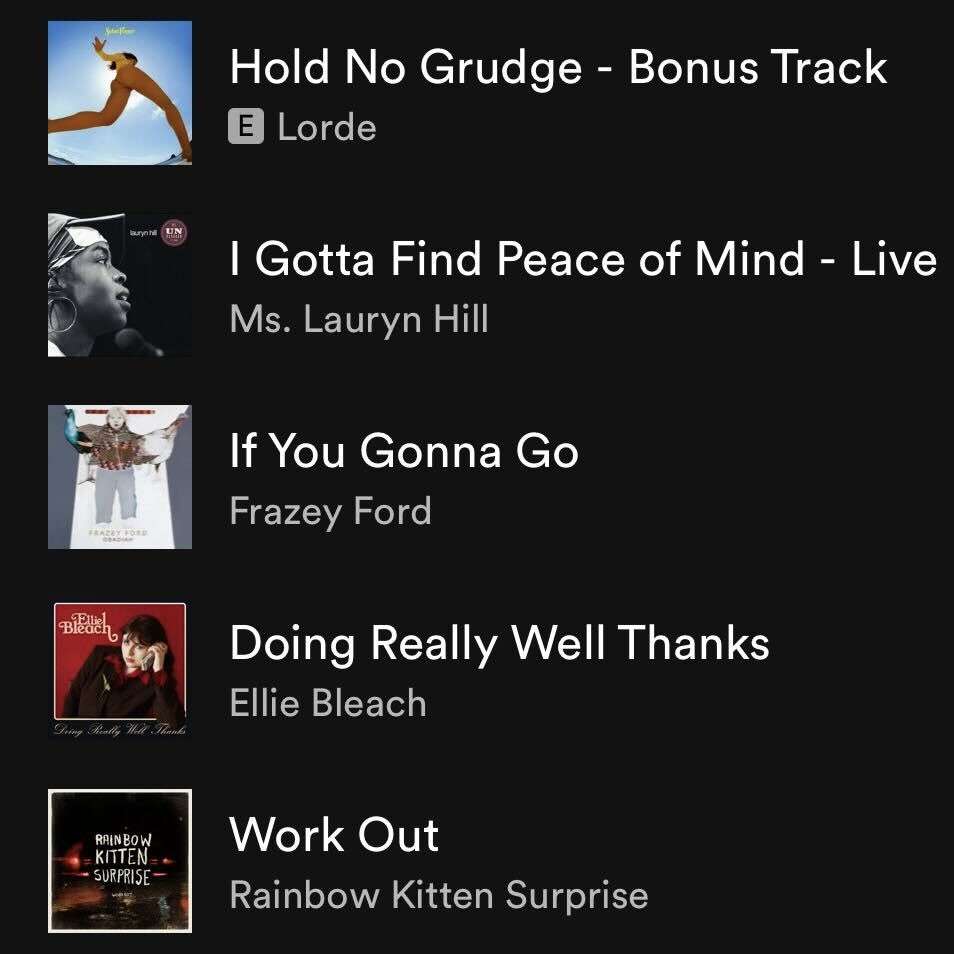 Solar Power
Hold No Grudge - Bonus Track
E Lorde
lauryn hill
UN
I Gotta Find Peace of Mind - Live
Ms. Lauryn Hill
FRAZEY FORD
OBADIAH
If You Gonna Go
Frazey Ford
Ellie
Bleach
Doing Really Well Thanks
Doing Really Well Thanks
Ellie Bleach
RAINBOW
KITTEN
SURPRISE
WORK OUT
Work Out
Rainbow Kitten Surprise